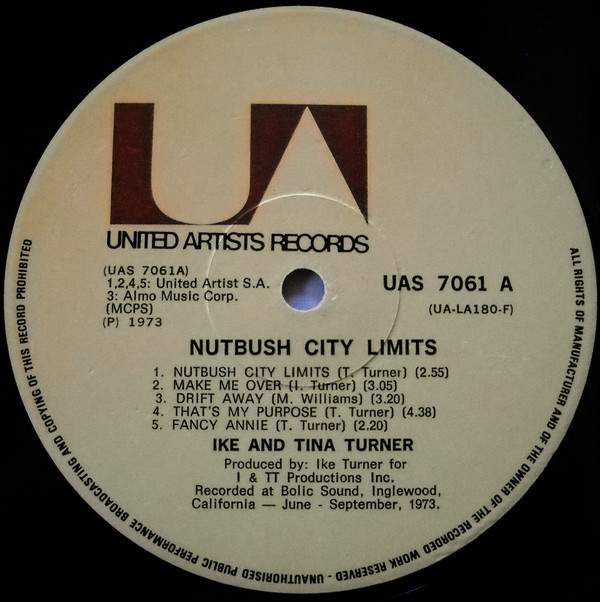 UA
UNITED ARTISTS RECORDS
(UAS 7061A)
1,2,4,5: United Artist S.A.
3: Almo Music Corp.
(MCPS)
(P) 1973
UAS 7061 A
(UA-LA180-F)
NUTBUSH CITY LIMITS
1. NUTBUSH CITY LIMITS (T. Turner) (2.55)
2. MAKE ME OVER (I. Turner) (3.05)
3. DRIFT AWAY (M. Williams) (3.20)
4. THAT'S MY PURPOSE (T. Turner) (4.38)
5. FANCY ANNIE (T. Turner) (2.20)
IKE AND TINA TURNER
Produced by: Ike Turner for
I & TT Productions Inc.
Recorded at Bolic Sound, Inglewood,
California — June - September, 1973.
ALL RIGHTS OF MANUFACTURER AND OF THE OWNER OF THE RECORDED WORK RESERVED - UNAUTHORISED PUBLIC PERFORMANCE BROADCASTING AND COPYING OF THIS RECORD PROHIBITED